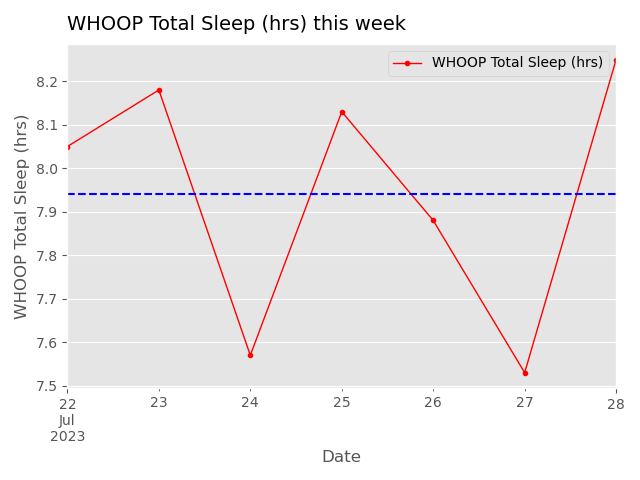 WHOOP Total Sleep (hrs) this week
WHOOP Total Sleep (hrs)
WHOOP Total Sleep (hrs)
8.2
8.1
8.0
7.9
7.8
7.7
7.6
7.5
22 23 24 25 26 27 28
Jul
2023
Date